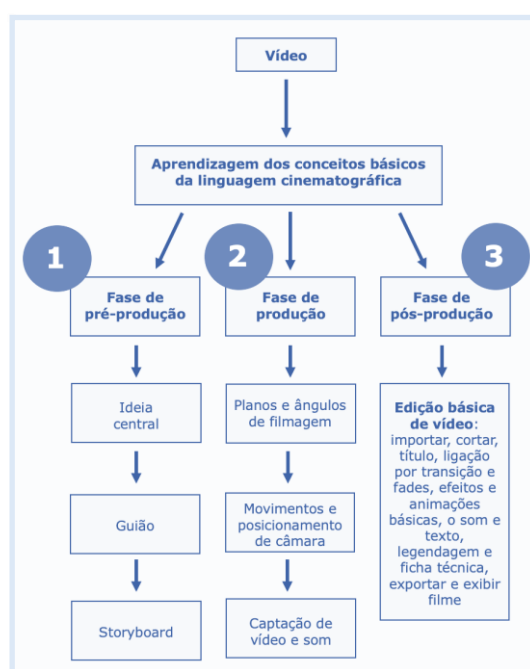 Vídeo
Aprendizagem dos conceitos básicos
da linguagem cinematográfica
1
Fase de
pré-produção
Ideia
central
Guião
Storyboard
2
Fase de
produção
Planos e ângulos
de filmagem
Movimentos e
posicionamento
de câmara
Captação de
vídeo e som
3
Fase de
pós-produção
Edição básica
de vídeo:
importar, cortar,
título, ligação
por transição e
fades, efeitos e
animações
básicas, o som e
texto,
legendagem e
ficha técnica,
exportar e exibir
filme